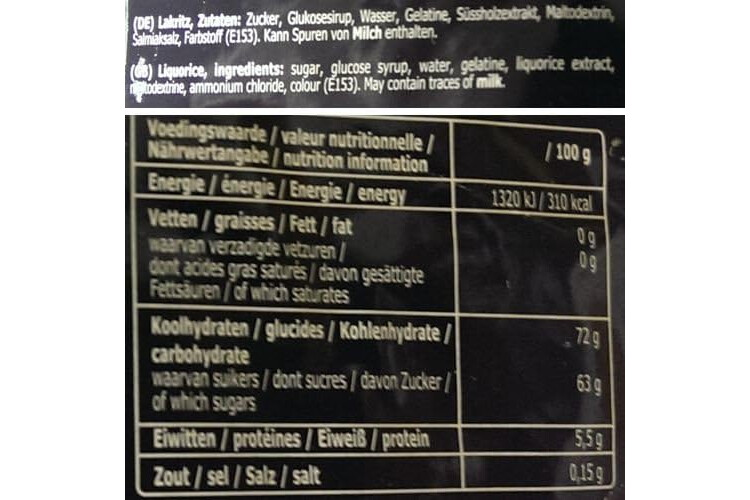 (DE) Lakritz, Zutaten: Zucker, Glukosesirup, Wasser, Gelatine, Süssholzextrakt, Maltodextrin,
Salmiaksalz, Farbstoff (E153). Kann Spuren von Milch enthalten.
(GB) Liquorice, ingredients: sugar, glucose syrup, water, gelatine, liquorice extract,
maltodextrine, ammonium chloride, colour (E153). May contain traces of milk.
Voedingswaarde / valeur nutritionnelle /
Nährwertangabe / nutrition information
/ 100 g
Energie / énergie / Energie / energy
1320 kJ / 310 kcal
Vetten / graisses / Fett / fat
0 g
waarvan verzadigde vetzuren /
0 g
dont acides gras saturés / davon gesättigte
Fettsäuren / of which saturates
Koolhydraten / glucides / Kohlenhydrate /
72 g
carbohydrate
waarvan suikers / dont sucres / davon Zucker /
63 g
of which sugars
Eiwitten / protéines / Eiweiß / protein
5,5 g
Zout / sel / Salz / salt
0,15 g